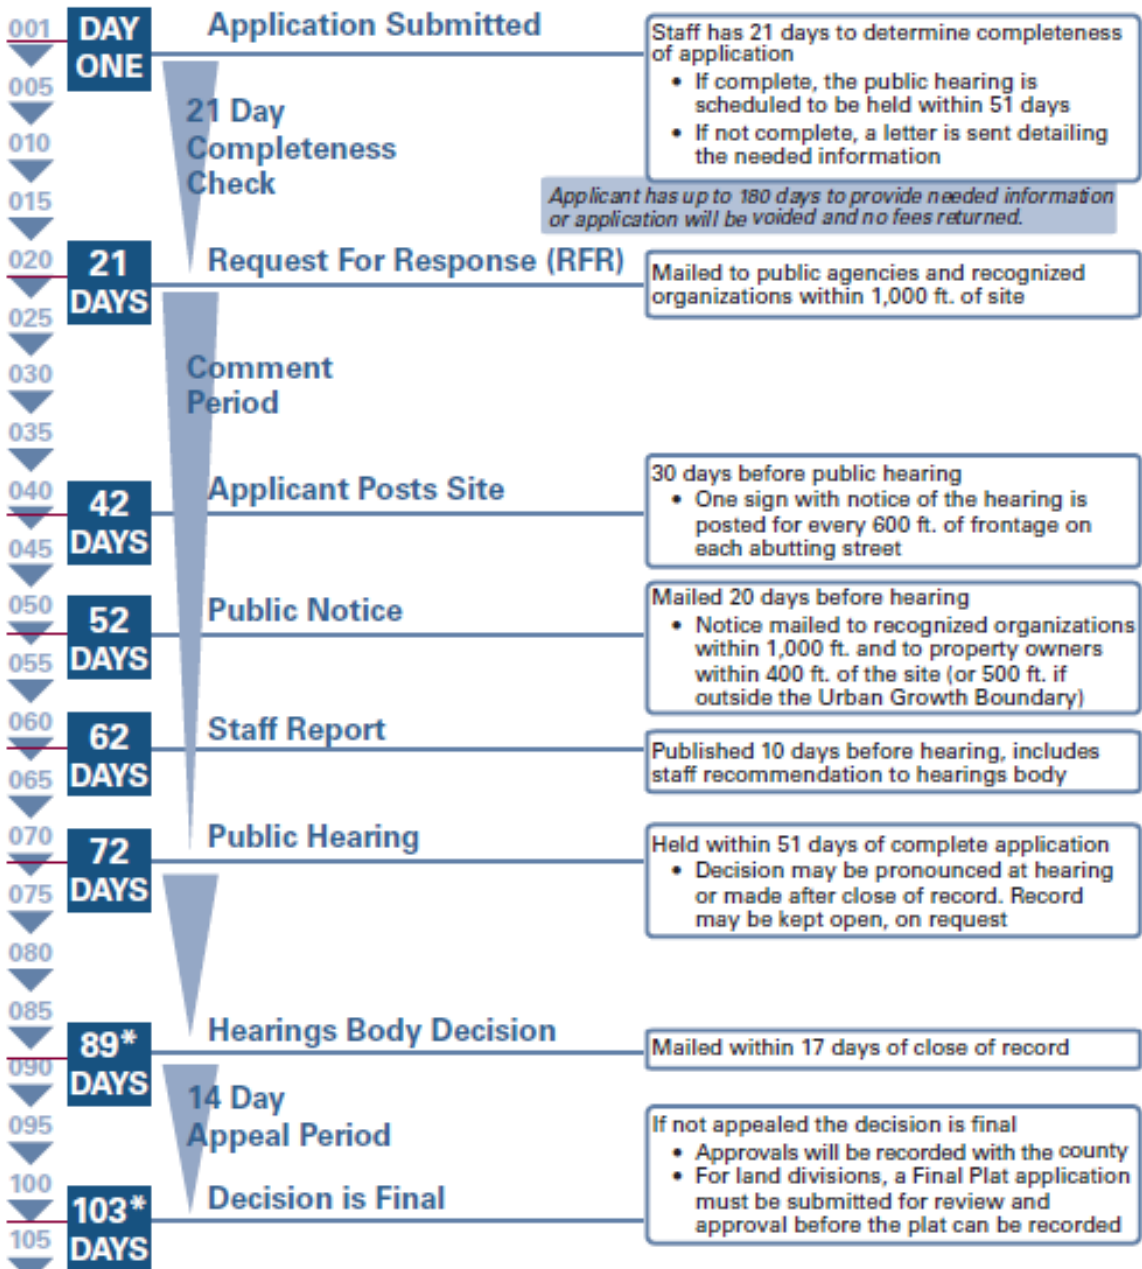 001
DAY
ONE
Application Submitted
Staff has 21 days to determine completeness
of application
• If complete, the public hearing is
scheduled to be held within 51 days
• If not complete, a letter is sent detailing
the needed information
005
21 Day
Completeness
Check
010
015
Applicant has up to 180 days to provide needed information
or application will be voided and no fees returned.
020
21
DAYS
Request For Response (RFR)
Mailed to public agencies and recognized
organizations within 1,000 ft. of site
025
030
Comment
Period
035
040
42
DAYS
Applicant Posts Site
30 days before public hearing
• One sign with notice of the hearing is
posted for every 600 ft. of frontage on
each abutting street
045
050
52
DAYS
Public Notice
Mailed 20 days before hearing
• Notice mailed to recognized organizations
within 1,000 ft. and to property owners
within 400 ft. of the site (or 500 ft. if
outside the Urban Growth Boundary)
055
060
62
DAYS
Staff Report
Published 10 days before hearing, includes
staff recommendation to hearings body
065
070
72
DAYS
Public Hearing
Held within 51 days of complete application
• Decision may be pronounced at hearing
or made after close of record. Record
may be kept open, on request
075
080
085
89*
DAYS
Hearings Body Decision
Mailed within 17 days of close of record
090
14 Day
Appeal Period
095
If not appealed the decision is final
• Approvals will be recorded with the county
• For land divisions, a Final Plat application
must be submitted for review and
approval before the plat can be recorded
100
103*
DAYS
Decision is Final
105